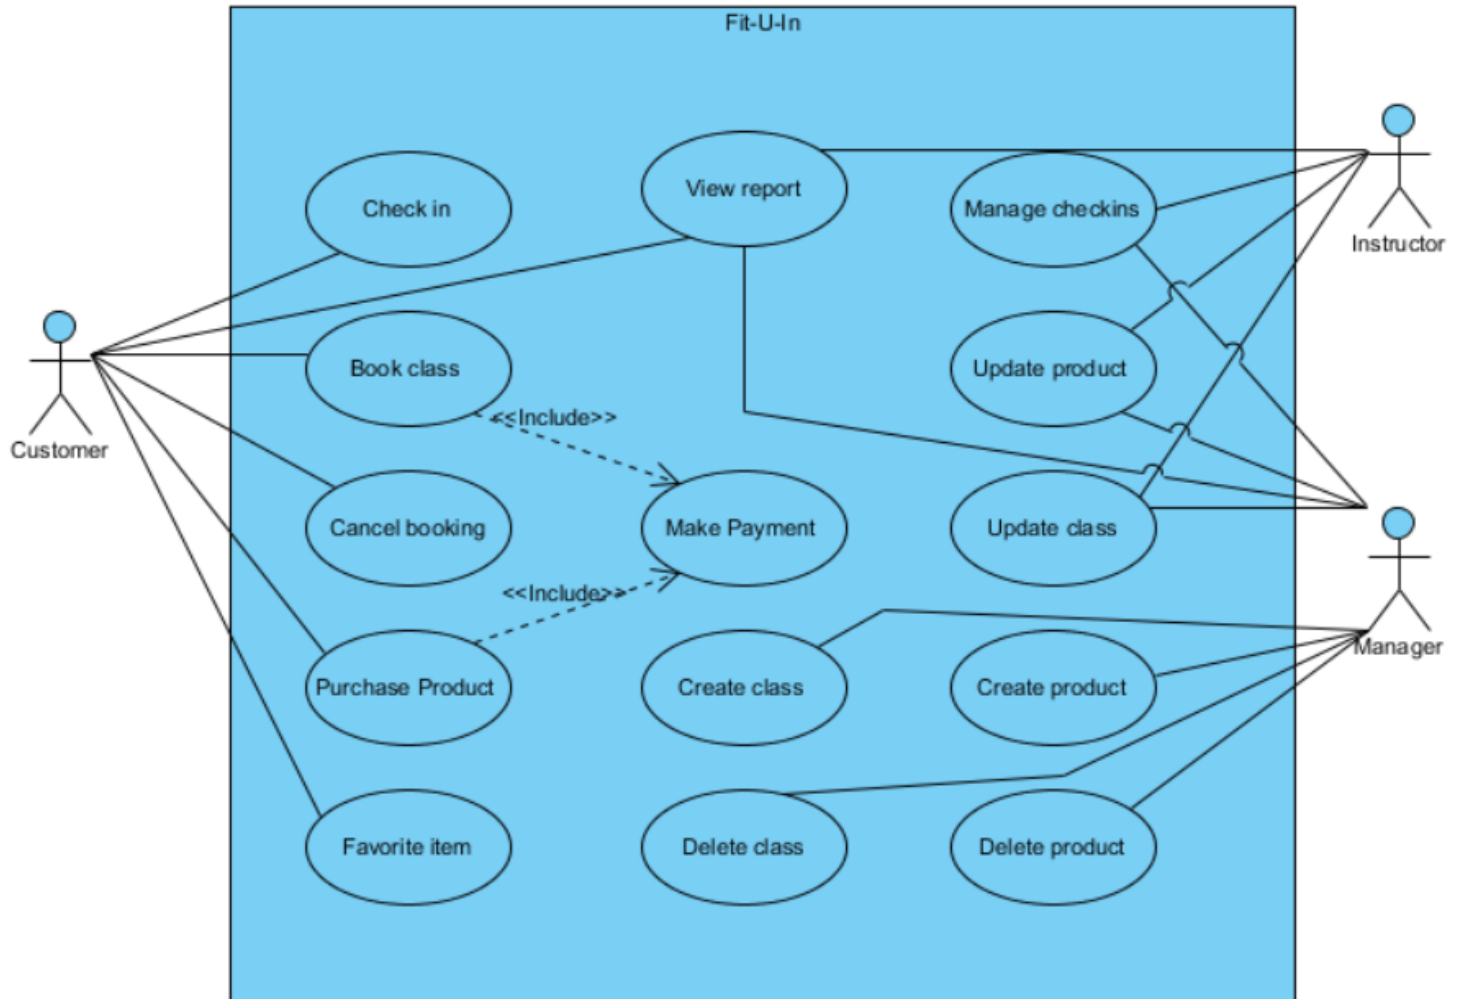 Fit-U-In
Check in
View report
Manage checkins
Instructor
Book class
Update product
Customer
<<Include>>
Cancel booking
Make Payment
Update class
<<Include>>
Manager
Purchase Product
Create class
Create product
Favorite item
Delete class
Delete product